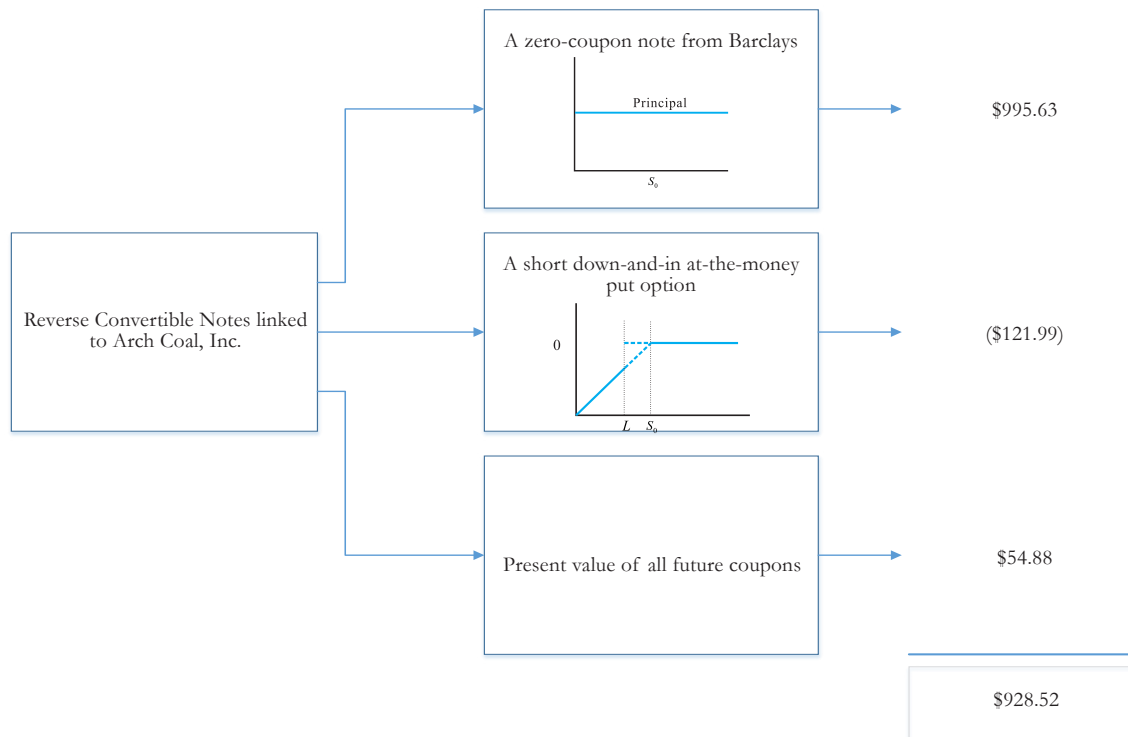 A zero-coupon note from Barclays
Principal
S₀
$995.63
Reverse Convertible Notes linked
to Arch Coal, Inc.
A short down-and-in at-the-money
put option
0
L S₀
($121.99)
Present value of all future coupons
$54.88
$928.52